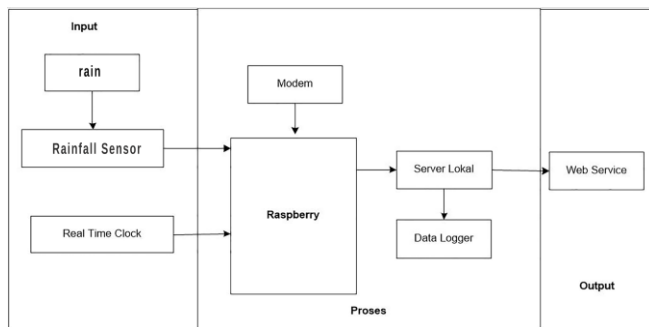 Input
rain
Rainfall Sensor
Real Time Clock
Modem
Raspberry
Server Lokal
Data Logger
Proses
Web Service
Output